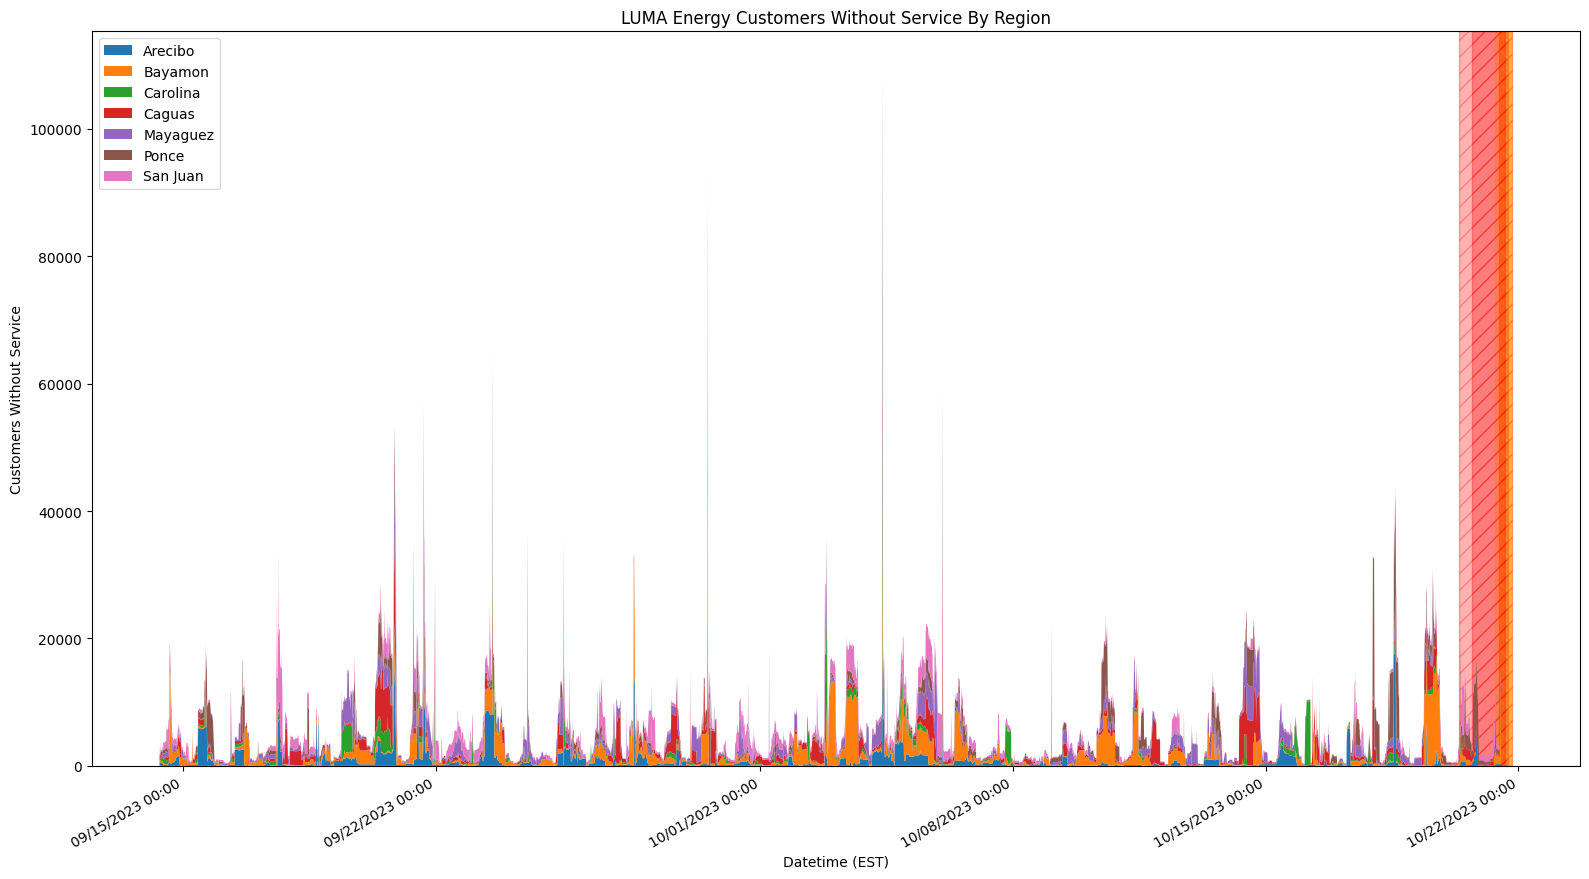 LUMA Energy Customers Without Service By Region
Arecibo
Bayamon
Carolina
Caguas
Mayaguez
Ponce
San Juan
100000
80000
60000
40000
20000
0
Customers Without Service
09/15/2023 00:00
09/22/2023 00:00
10/01/2023 00:00
10/08/2023 00:00
10/15/2023 00:00
10/22/2023 00:00
Datetime (EST)